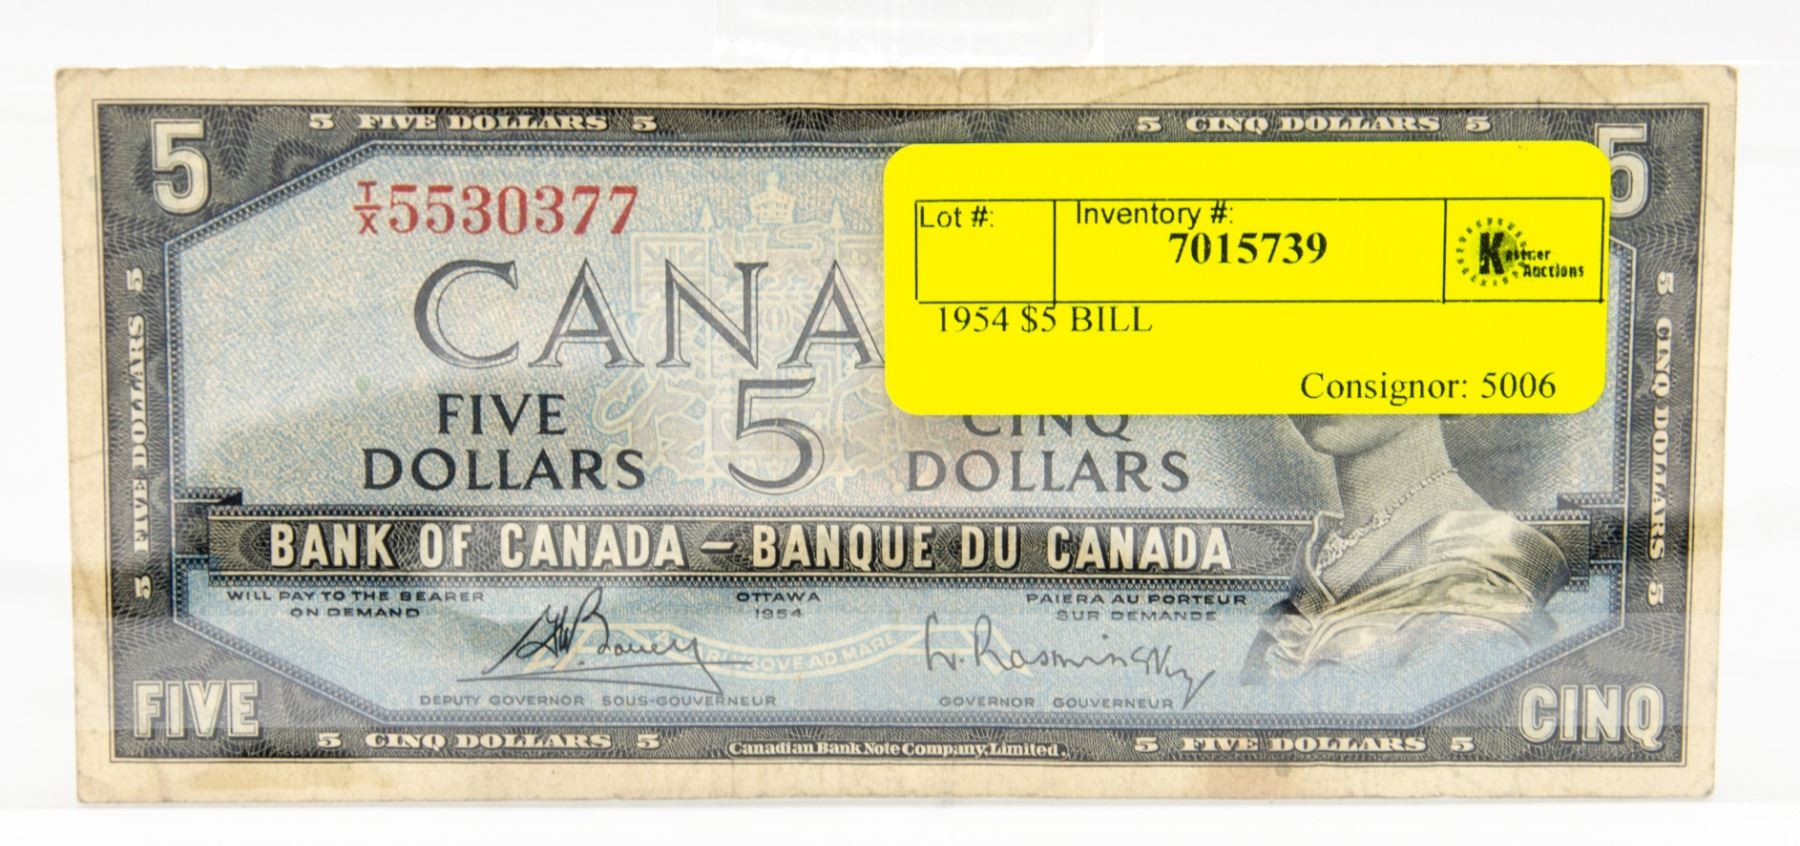 5 FIVE DOLLARS 5
5 CINQ DOLLARS 5
5
5
T/X 5530377
Lot #:
Inventory #:
7015739
Auctions
1954 $5 BILL
Consignor: 5006
CANA
FIVE
DOLLARS
5
CINQ
DOLLARS
5 FIVE DOLLARS 5
5 CINQ DOLLARS 5
BANK OF CANADA – BANQUE DU CANADA
WILL PAY TO THE BEARER
ON DEMAND
OTTAWA
1954
PAIERA AU PORTEUR
SUR DEMANDE
L. Rasminsky
DEPUTY GOVERNOR SOUS-GOUVERNEUR
GOVERNOR GOUVERNEUR
FIVE
CINQ
5 CINQ DOLLARS 5
Canadian Bank Note Company, Limited.
5 FIVE DOLLARS 5